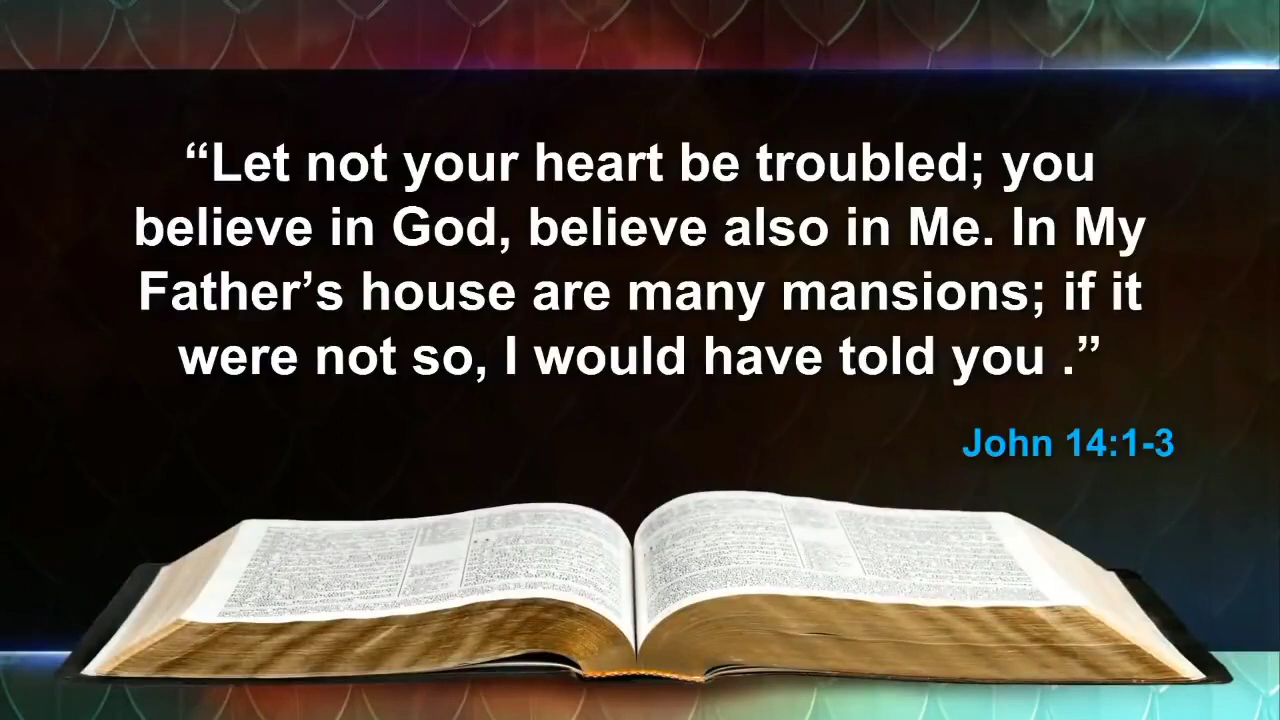 “Let not your heart be troubled; you
believe in God, believe also in Me. In My
Father’s house are many mansions; if it
were not so, I would have told you .”
John 14:1-3